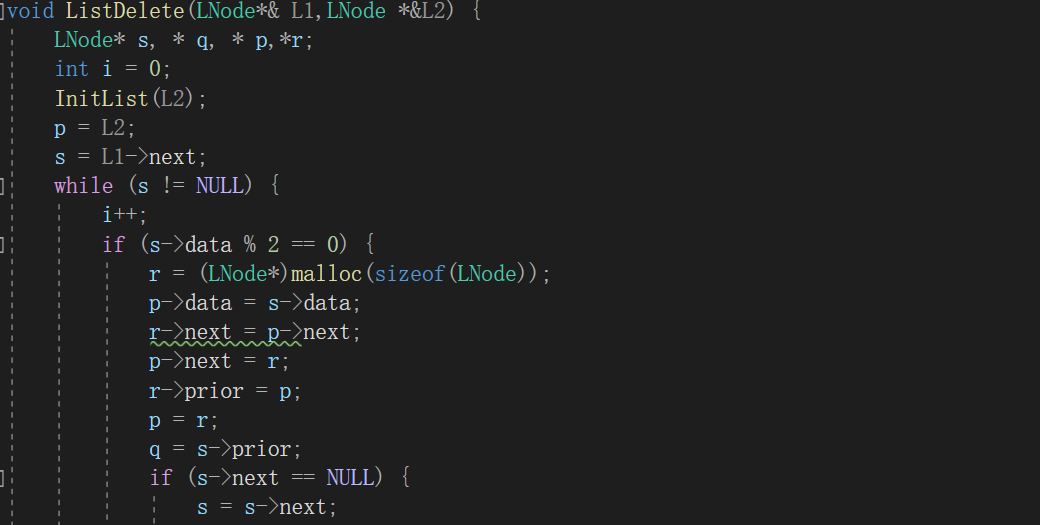 void ListDelete(LNode*& L1,LNode *&L2) {
LNode* s, * q, * p,*r;
int i = 0;
InitList(L2);
p = L2;
s = L1->next;
while (s != NULL) {
i++;
if (s->data % 2 == 0) {
r = (LNode*)malloc(sizeof(LNode));
p->data = s->data;
r->next = p->next;
p->next = r;
r->prior = p;
p = r;
q = s->prior;
if (s->next == NULL) {
s = s->next;